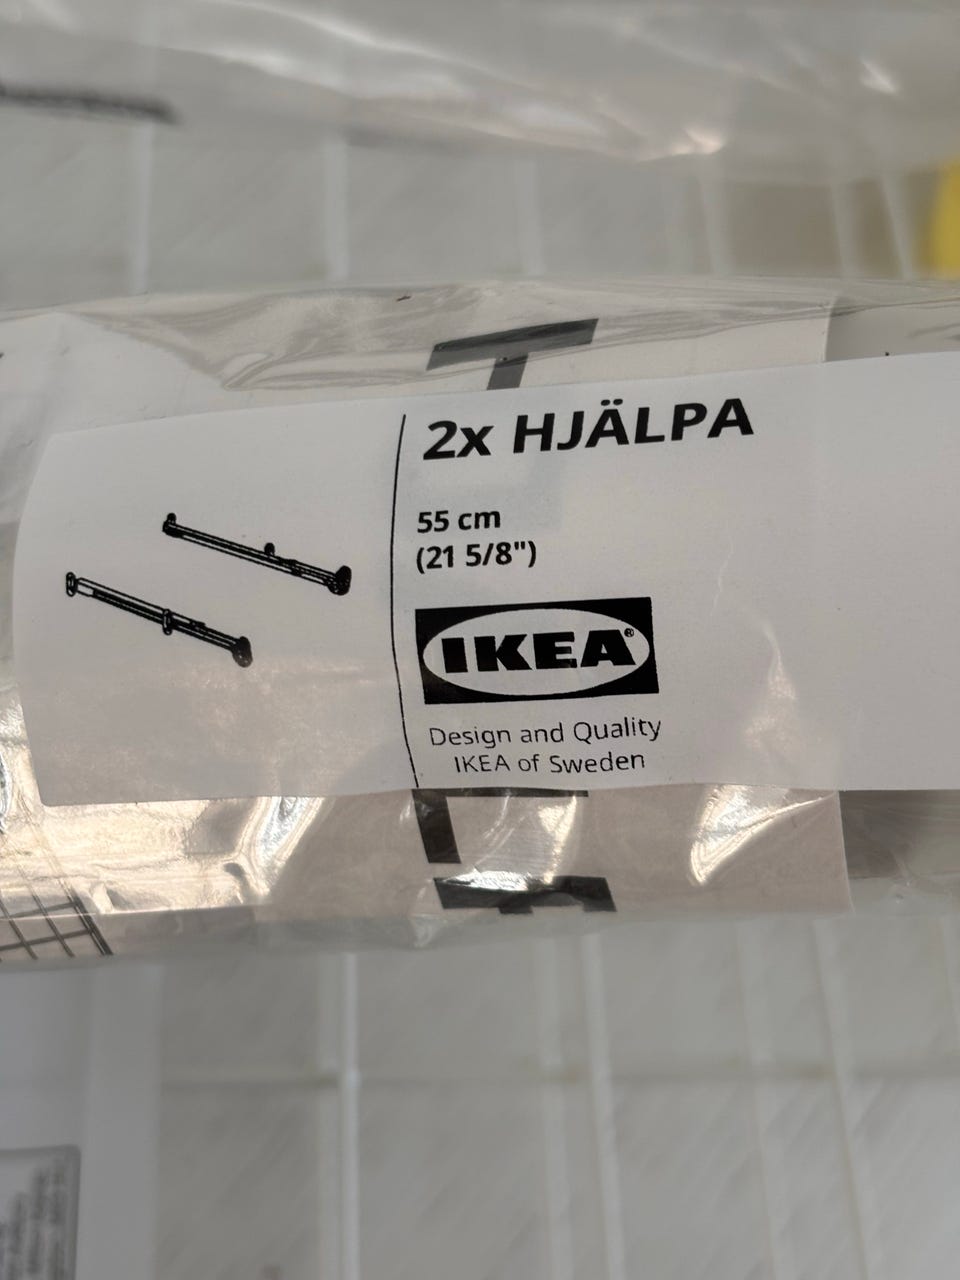 2x HJÄLPA
55 cm
(21 5/8")
IKEA®
Design and Quality
IKEA of Sweden